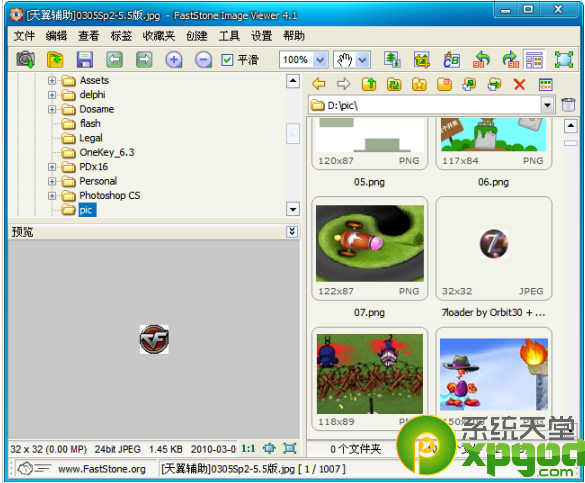 [天翼辅助]0305Sp2-5.5版.jpg - FastStone Image Viewer 4.1
文件 编辑 查看 标签 收藏夹 创建 工具 设置 帮助
平滑 100%
Assets
delphi
Dosame
flash
Legal
OneKey_6.3
PDx16
Personal
Photoshop CS
pic
D:\pic\
120x87 PNG
117x84 PNG
05.png
06.png
122x87 PNG
32x32 JPEG
07.png
7loader by Orbit30 + ...
118x89 PNG
预览
32 x 32 (0.00 MP) 24bit JPEG 1.45 KB 2010-03-0 1:1
0 个文件夹
www.FastStone.org
[天翼辅助]0305Sp2-5.5版.jpg [ 1 / 1007 ]
系统天堂
xpgod.com